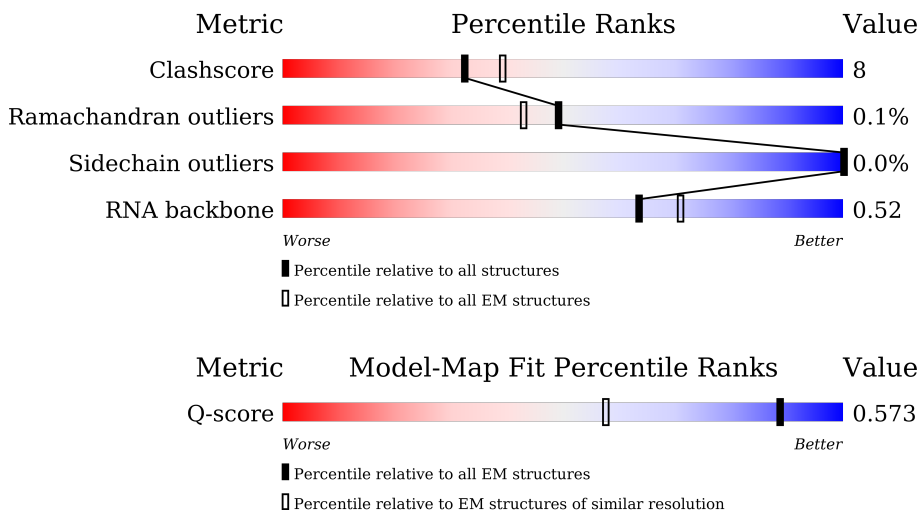 Metric Percentile Ranks Value
Clashscore 8
Ramachandran outliers 0.1%
Sidechain outliers 0.0%
RNA backbone 0.52
Worse Better
Percentile relative to all structures
Percentile relative to all EM structures
Metric Model-Map Fit Percentile Ranks Value
Q-score 0.573
Worse Better
Percentile relative to all EM structures
Percentile relative to EM structures of similar resolution